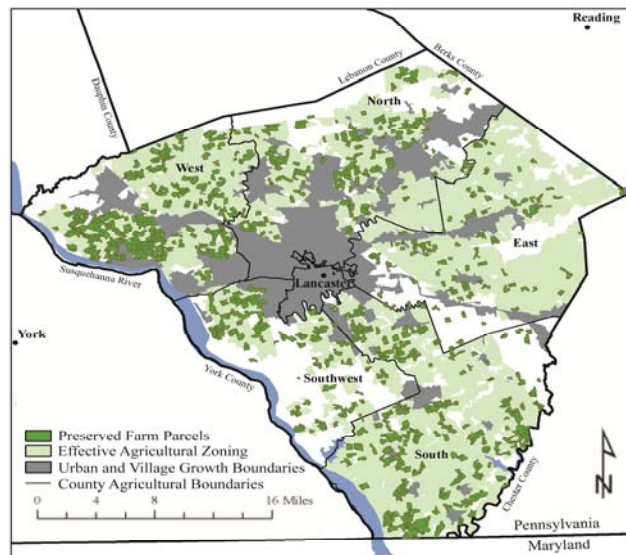 Reading
Berks County
Lebanon County
Dauphin County
North
West
East
Susquehanna River
Lancaster
York
York County
Southwest
Preserved Farm Parcels
Effective Agricultural Zoning
Urban and Village Growth Boundaries
County Agricultural Boundaries
South
Chester County
0 4 8 16 Miles
N
Pennsylvania
Maryland